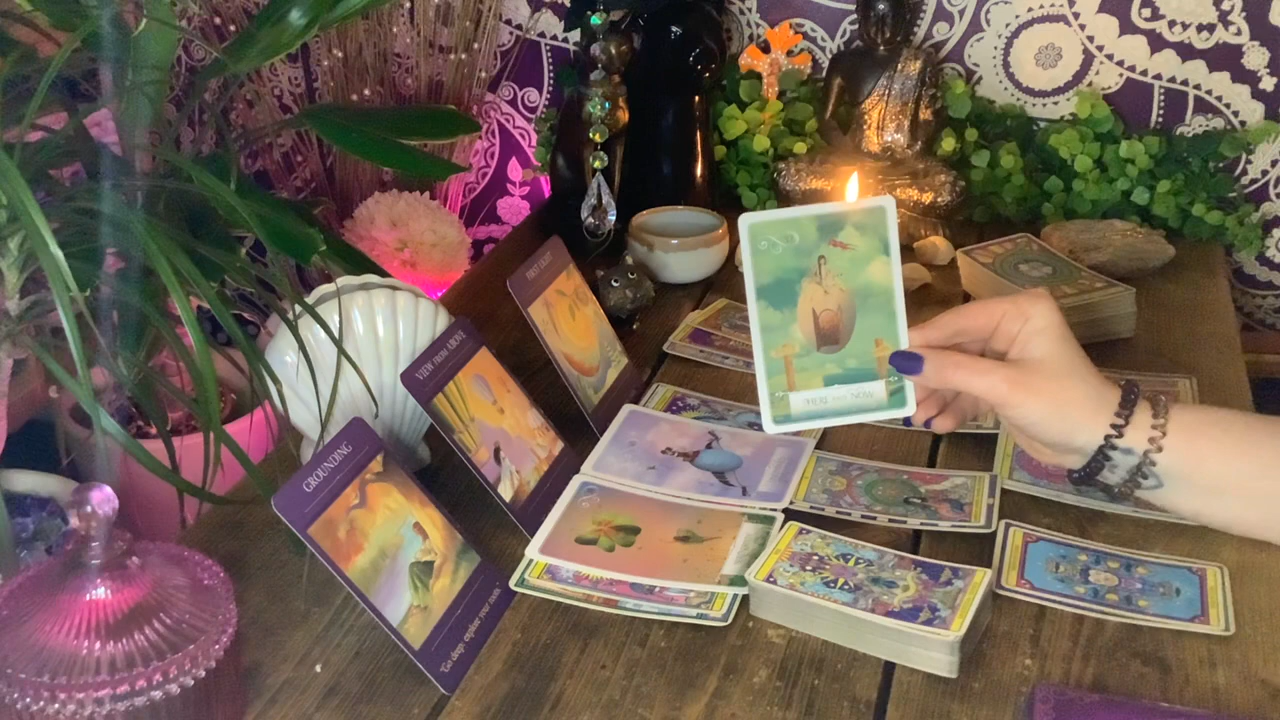 FIRST LIGHT
VIEW FROM ABOVE
GROUNDING
Go deep; explore your roots
HERE AND NOW